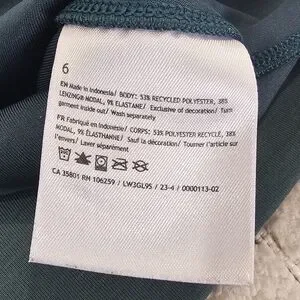 6
EN Made in Indonesia/ BODY: 53% RECYCLED POLYESTER, 38%
LENZING® MODAL, 9% ELASTANE/ Exclusive of decoration/ Turn
garment inside out/ Wash separately
FR Fabriqué en Indonésie/ CORPS: 53% POLYESTER RECYCLÉ, 38%
LENZING® MODAL, 9% ÉLASTHANNE/ Sauf la décoration/ Tourner l'article sur
l'envers/ Laver séparément
CA 35801 RN 106259 / LW3GL9S / 23-4 / 0000113-02